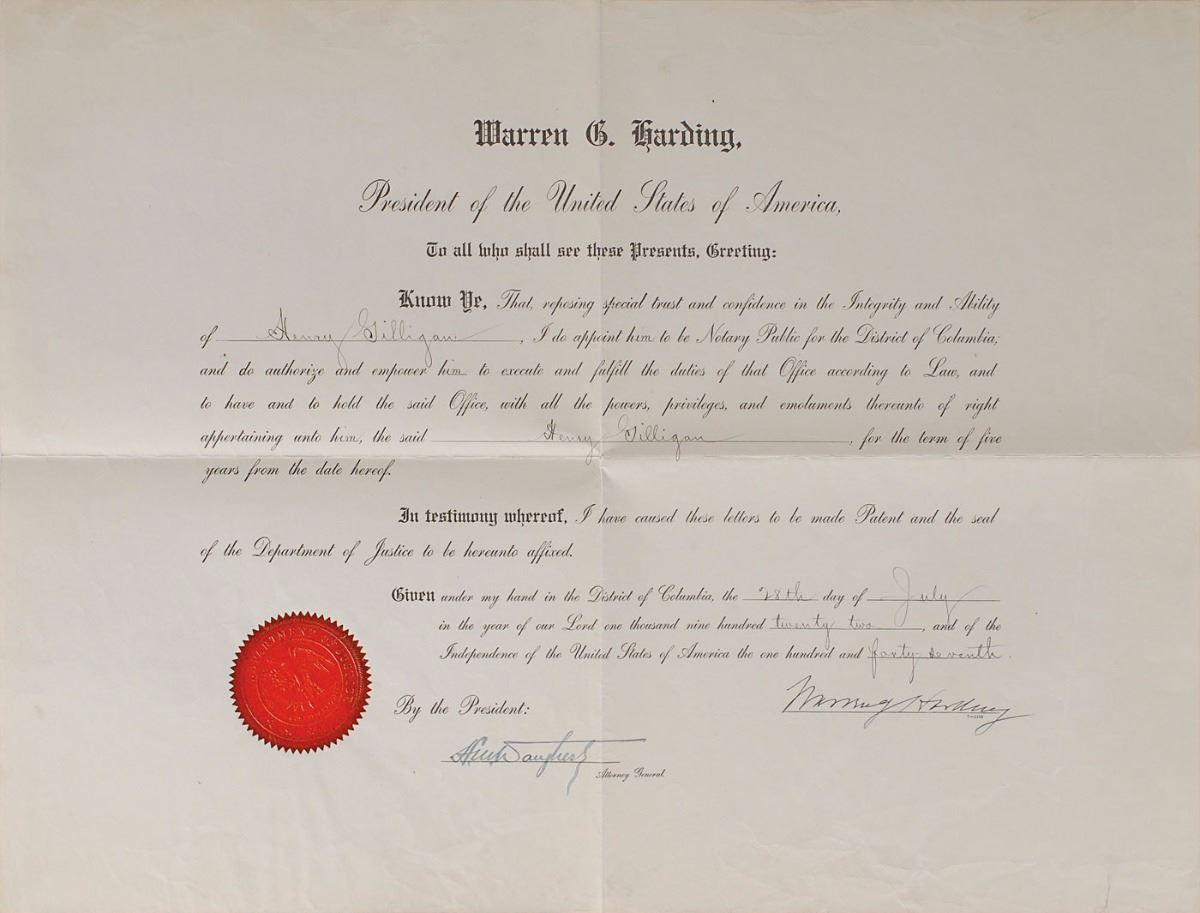 Warren G. Harding,
President of the United States of America,
To all who shall see these Presents, Greeting:
Know Ye, That, reposing special trust and confidence in the Integrity and Ability
of Henry Gilligan, I do appoint him to be Notary Public for the District of Columbia;
and do authorize and empower him to execute and fulfill the duties of that Office according to Law, and
to have and to hold the said Office, with all the powers, privileges, and emoluments thereunto of right
appertaining unto him, the said Henry Gilligan, for the term of five
years from the date hereof.
In testimony whereof, I have caused these letters to be made Patent and the seal
of the Department of Justice to be hereunto affixed.
Given under my hand in the District of Columbia, the 28th day of July
in the year of our Lord one thousand nine hundred twenty two, and of the
Independence of the United States of America the one hundred and forty-seventh.
DEPARTMENT OF JUSTICE
By the President:
Warren G Harding
H M Daugherty
Attorney General.